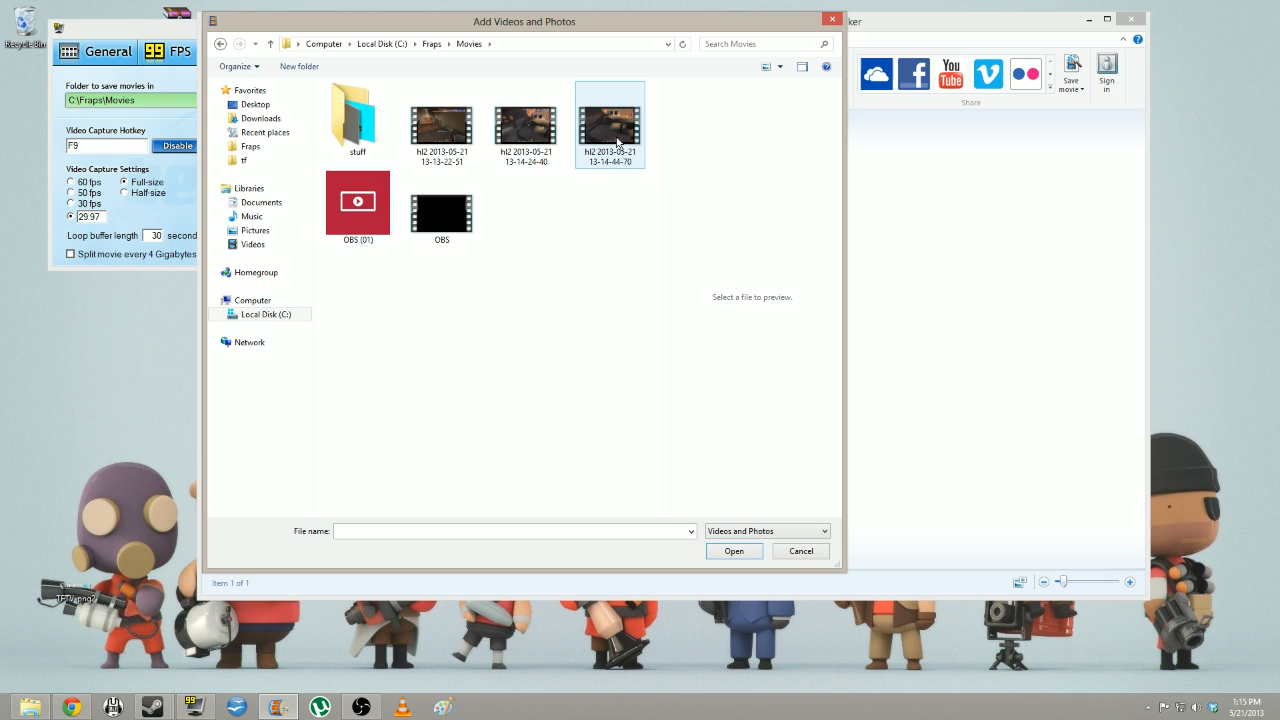 Recycle Bin
General
99 FPS
Folder to save movies in
C:\Fraps\Movies
Video Capture Hotkey
F9
Disable
Video Capture Settings
60 fps
Full-size
50 fps
Half-size
30 fps
29.97
Loop buffer length 30 second
Split movie every 4 Gigabytes
Add Videos and Photos
Computer
Local Disk (C:)
Fraps
Movies
Search Movies
Organize
New folder
Favorites
Desktop
Downloads
Recent places
Fraps
tf
Libraries
Documents
Music
Pictures
Videos
Homegroup
Computer
Local Disk (C:)
Network
stuff
hl2 2013-05-21
13-13-22-51
hl2 2013-05-21
13-14-24-40
hl2 2013-05-21
13-14-44-70
OBS (01)
OBS
Select a file to preview.
File name:
Videos and Photos
Open
Cancel
ker
You
Tube
Save
movie
Sign
in
Share
Item 1 of 1
99
1:15 PM
5/21/2013